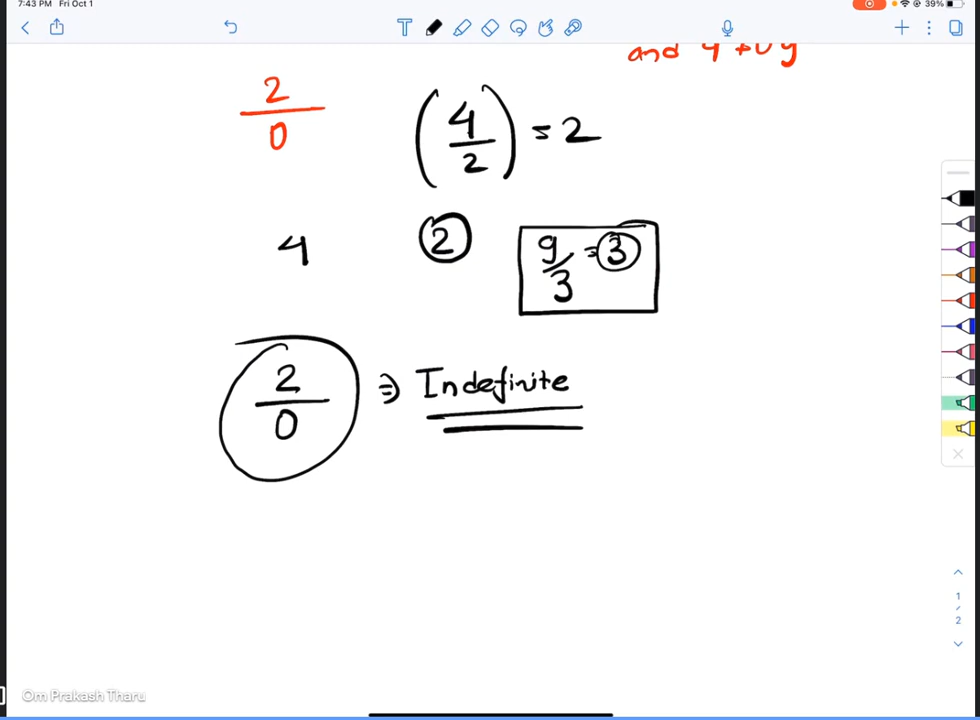 7:43 PM Fri Oct 1
39%
T
2/0
(4/2) = 2
4
2
9/3 = 3
2/0 ⇒ Indefinite
1
/
2
Om Prakash Tharu